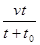 vt
t + t₀